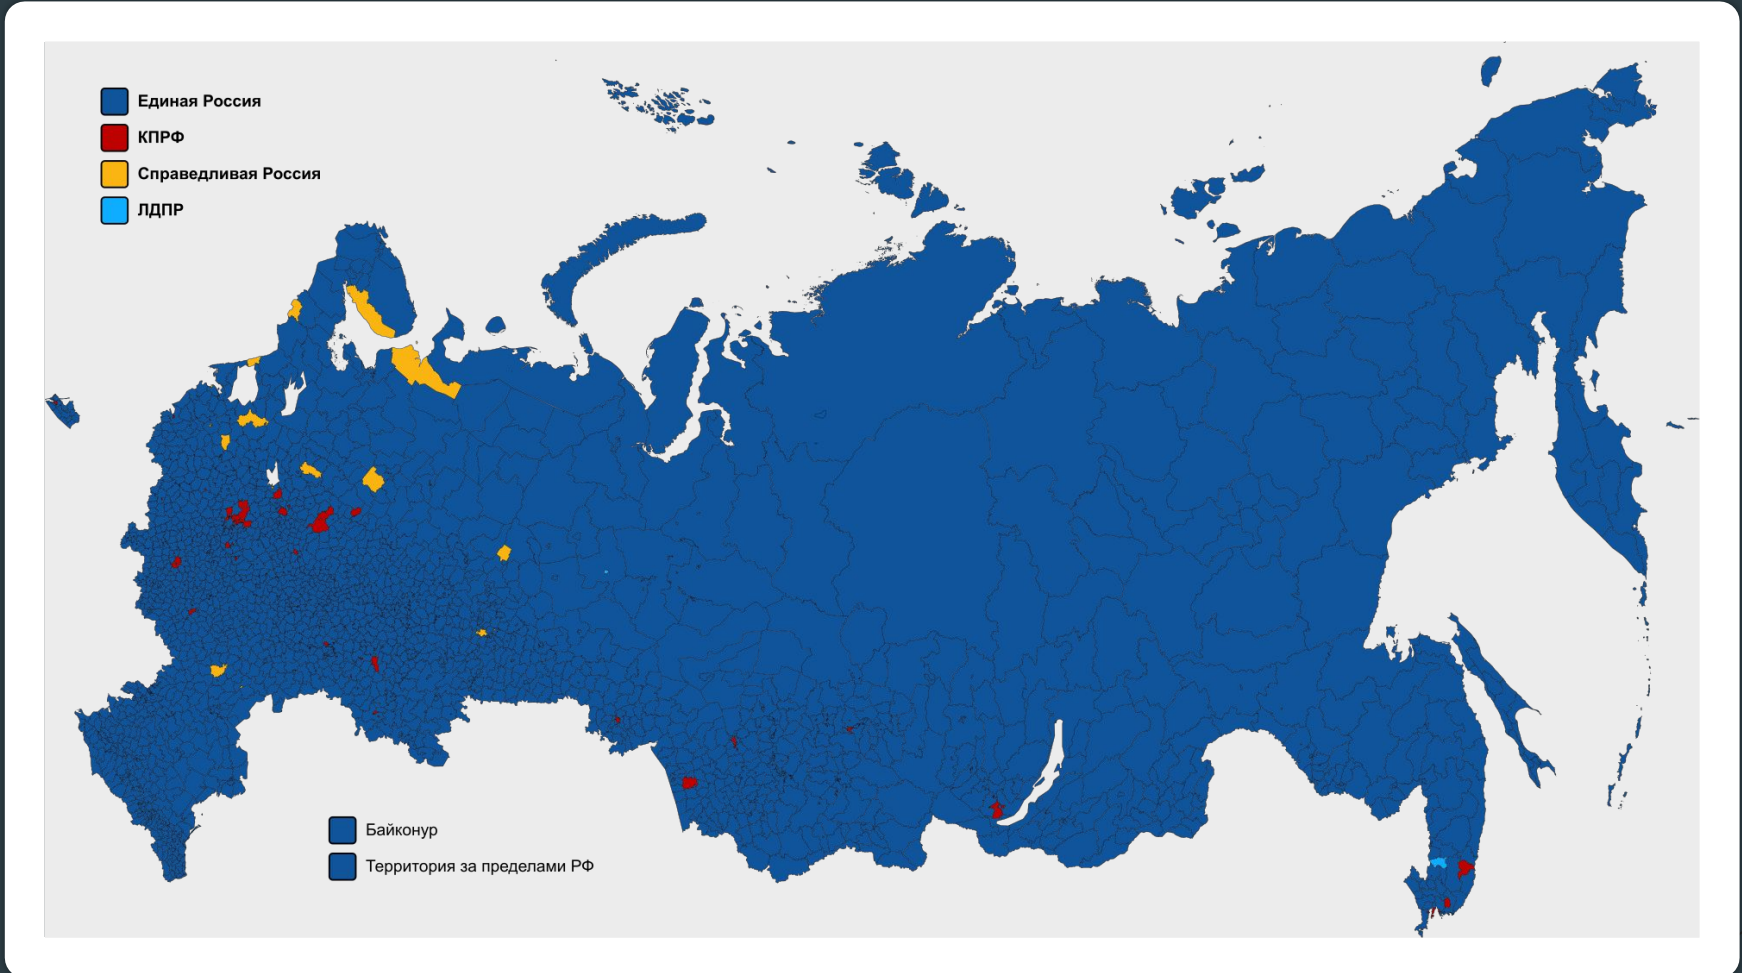 Единая Россия
КПРФ
Справедливая Россия
ЛДПР
Байконур
Территория за пределами РФ